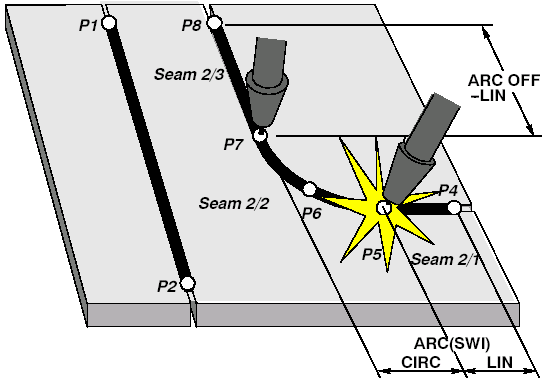 P1
P8
Seam 2/3
ARC OFF
–LIN
P7
P4
Seam 2/2
P6
P5
Seam 2/1
P2
ARC(SWI)
CIRC
LIN